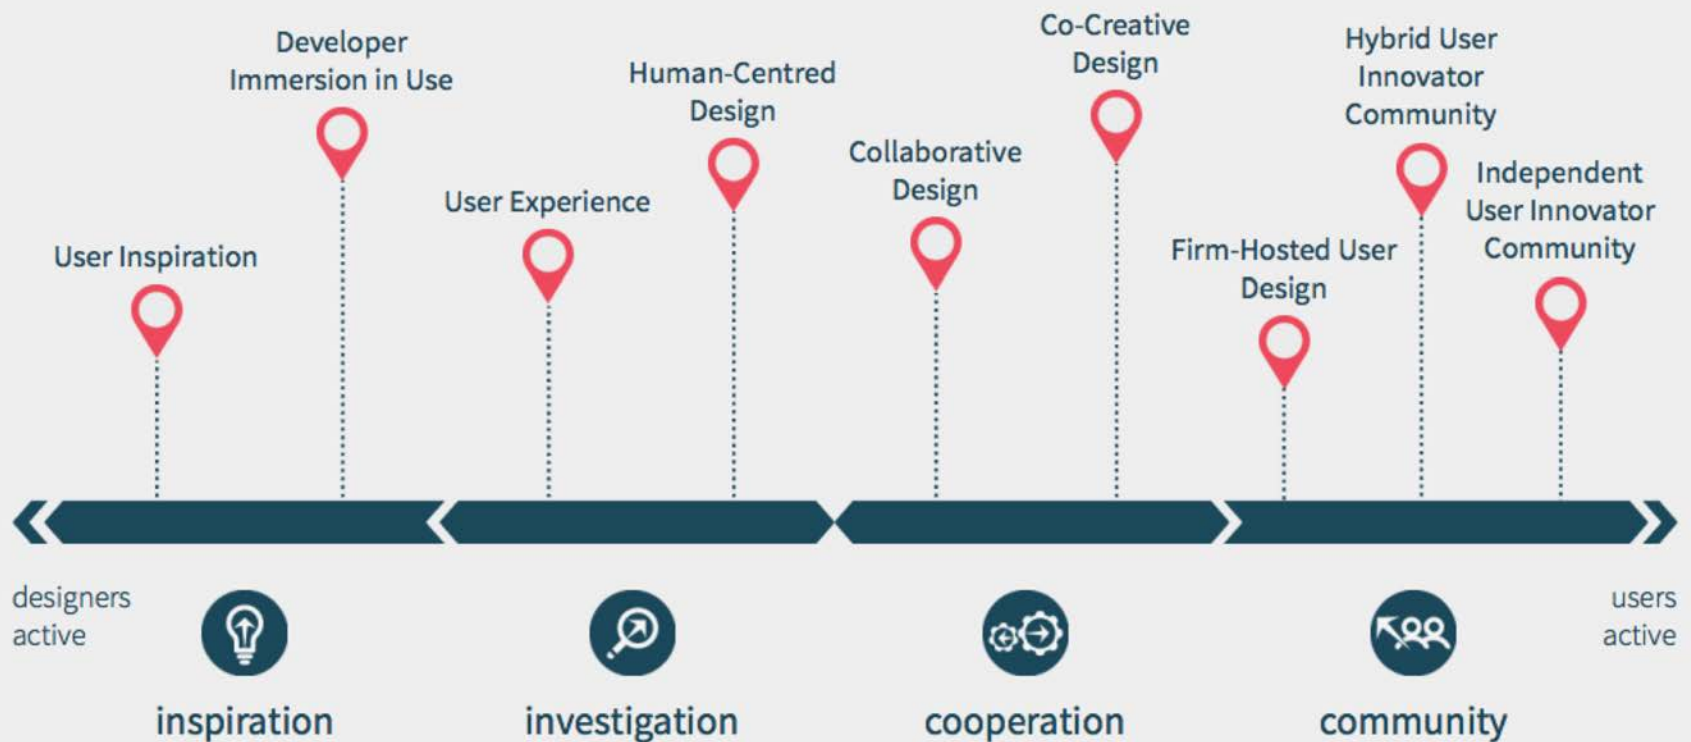 User Inspiration
Developer
Immersion in Use
User Experience
Human-Centred
Design
Collaborative
Design
Co-Creative
Design
Firm-Hosted User
Design
Hybrid User
Innovator
Community
Independent
User Innovator
Community
designers
active
users
active
inspiration
investigation
cooperation
community